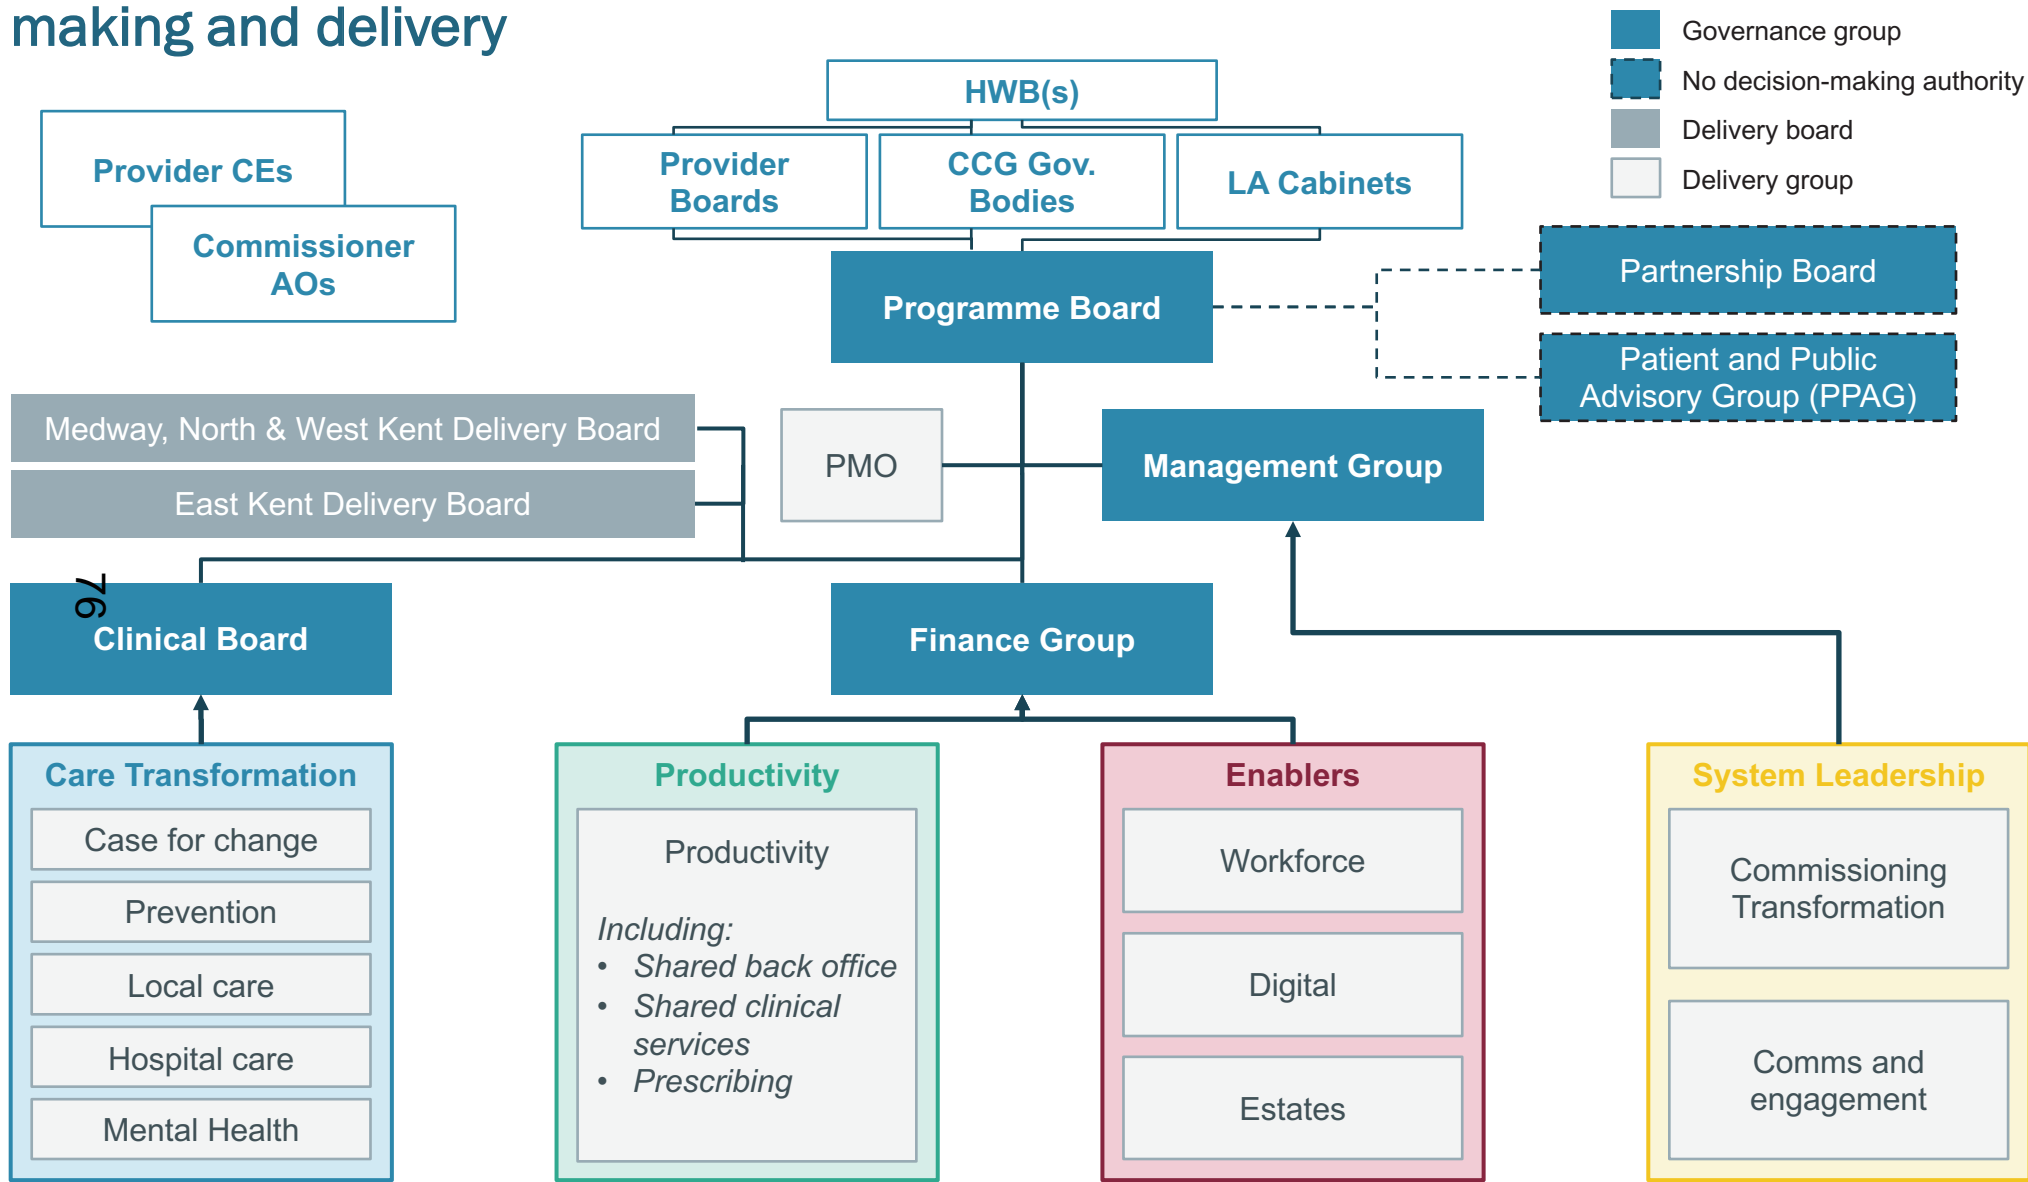 making and delivery
Governance group
No decision-making authority
Delivery board
Delivery group
HWB(s)
Provider CEs
Commissioner
AOs
Provider
Boards
CCG Gov.
Bodies
LA Cabinets
Programme Board
Partnership Board
Patient and Public
Advisory Group (PPAG)
Medway, North & West Kent Delivery Board
East Kent Delivery Board
PMO
Management Group
76
Clinical Board
Finance Group
Care Transformation
Case for change
Prevention
Local care
Hospital care
Mental Health
Productivity
Productivity
Including:
• Shared back office
• Shared clinical
services
• Prescribing
Enablers
Workforce
Digital
Estates
System Leadership
Commissioning
Transformation
Comms and
engagement